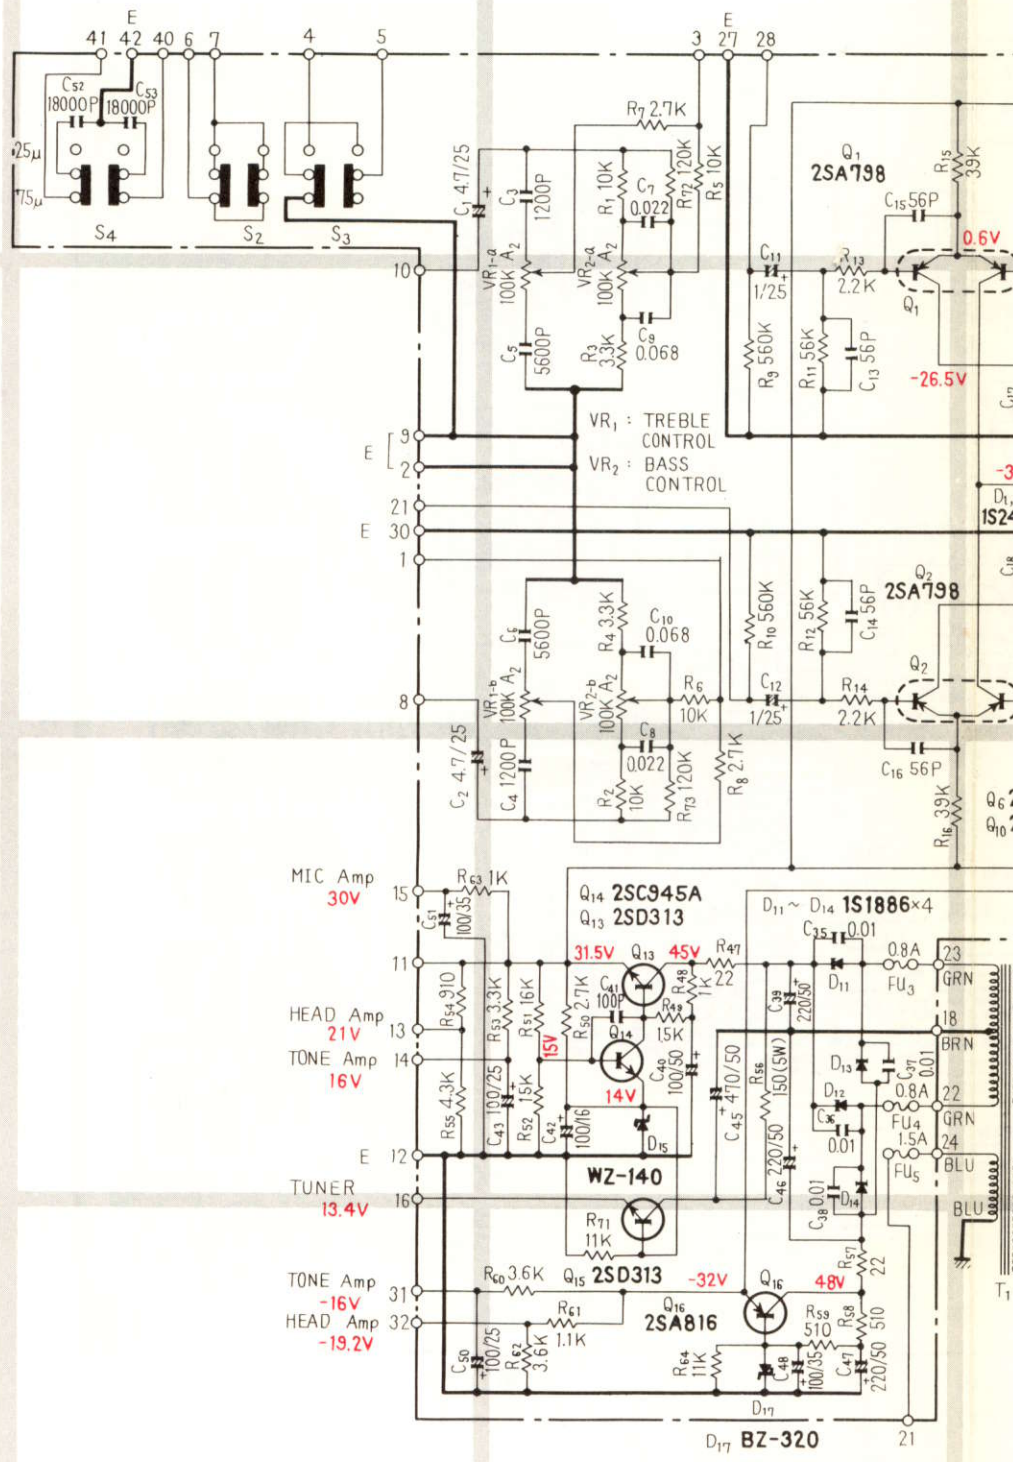 E
41 42 40 6 7 4 5 3
E
27 28
C52
18000P
C53
18000P
25μ
75μ
S4 S2 S3
R7 2.7K
C1 4.7/25
C3
1200P
R1 10K
C7
0.022
R72 120K
R5 10K
VR1-a
100K A2
VR2-a
100K A2
10
C5
5600P
R3
3.3K
C9
0.068
Q1
2SA798
R15
39K
C15 56P
0.6V
C11
1/25
R13
2.2K
Q1
R9 560K
R11 56K
C13 56P
-26.5V
C17
VR1 : TREBLE
CONTROL
VR2 : BASS
CONTROL
E
9
2
21
E 30
1
-3
D1,
1S24
C18
C6
5600P
R4 3.3K
C10
0.068
R10 560K
R12 56K
C14 56P
Q2
2SA798
Q2
VR1-b
100K A2
VR2-b
100K A2
R6
10K
C12
1/25
R14
2.2K
8
C2 4.7/25
C4 1200P
R2
10K
C8
0.022
R73 120K
R8 2.7K
C16 56P
R16 39K
Q6 2
Q10 2
MIC Amp
30V
15
R63 1K
C51
100/35
Q14 2SC945A
Q13 2SD313
D11 ~ D14 1S1886×4
C35 0.01
11
31.5V
Q13
45V
R47
22
D11
0.8A
FU3
23
GRN
R54 910
R53 3.3K
R51 16K
R50 2.7K
C41
100P
R48
1K
R49
1.5K
C39
220/50
HEAD Amp
21V
13
TONE Amp
16V
14
15V
Q14
14V
C40
100/50
C45 470/50
R56
150(5W)
18
BRN
D13
C37
0.01
D12
C36
0.01
0.8A
FU4
22
GRN
1.5A
FU5
24
BLU
R55 4.3K
C43 100/25
R52 15K
C42
100/16
D15
WZ-140
C46 220/50
E 12
TUNER
13.4V
16
C38 0.01
D14
BLU
R71
11K
Q15 2SD313
R57
22
T1
TONE Amp
-16V
31
R60 3.6K
-32V
Q16
48V
HEAD Amp
-19.2V
32
R61
1.1K
Q16
2SA816
R59
510
R58
510
C50
100/25
R62
3.6K
R64
11K
C48
100/35
C47
220/50
D17
D17 BZ-320
21